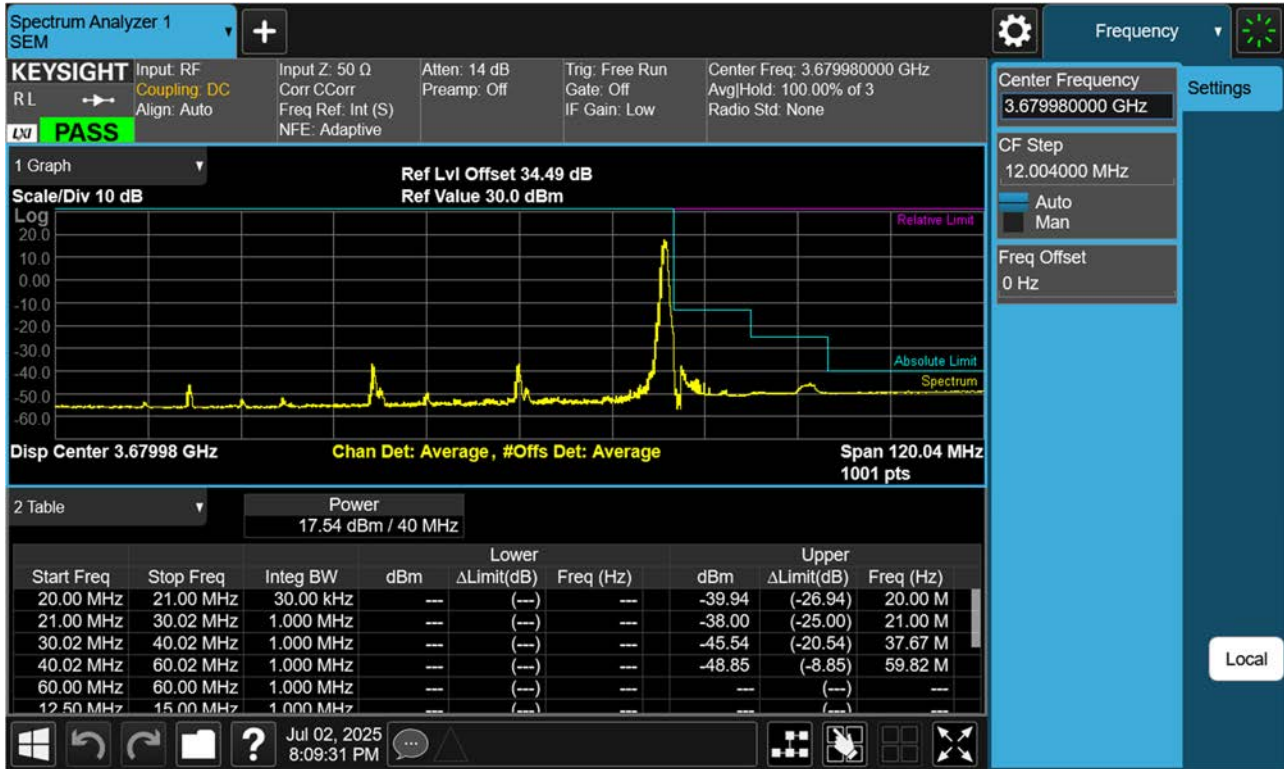 Spectrum Analyzer 1
SEM
Frequency
KEYSIGHT
R L
LXI PASS
Input: RF
Coupling: DC
Align: Auto
Input Z: 50 Ω
Corr CCorr
Freq Ref: Int (S)
NFE: Adaptive
Atten: 14 dB
Preamp: Off
Trig: Free Run
Gate: Off
IF Gain: Low
Center Freq: 3.679980000 GHz
Avg|Hold: 100.00% of 3
Radio Std: None
1 Graph
Scale/Div 10 dB
Ref Lvl Offset 34.49 dB
Ref Value 30.0 dBm
Log
20.0
10.0
0.00
-10.0
-20.0
-30.0
-40.0
-50.0
-60.0
Relative Limit
Absolute Limit
Spectrum
Disp Center 3.67998 GHz Chan Det: Average, #Offs Det: Average Span 120.04 MHz
1001 pts
2 Table
Power
17.54 dBm / 40 MHz
Lower Upper
Start Freq Stop Freq Integ BW dBm ΔLimit(dB) Freq (Hz) dBm ΔLimit(dB) Freq (Hz)
20.00 MHz 21.00 MHz 30.00 kHz --- (---) --- -39.94 (-26.94) 20.00 M
21.00 MHz 30.02 MHz 1.000 MHz --- (---) --- -38.00 (-25.00) 21.00 M
30.02 MHz 40.02 MHz 1.000 MHz --- (---) --- -45.54 (-20.54) 37.67 M
40.02 MHz 60.02 MHz 1.000 MHz --- (---) --- -48.85 (-8.85) 59.82 M
60.00 MHz 60.00 MHz 1.000 MHz --- (---) --- --- (---) ---
12.50 MHz 15.00 MHz 1.000 MHz --- (---) --- --- (---) ---
Jul 02, 2025
8:09:31 PM
Center Frequency
3.679980000 GHz
Settings
CF Step
12.004000 MHz
Auto
Man
Freq Offset
0 Hz
Local